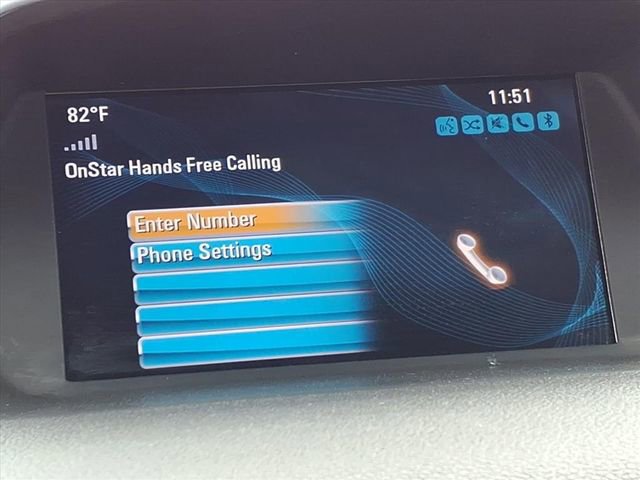 82°F
11:51
OnStar Hands Free Calling
Enter Number
Phone Settings